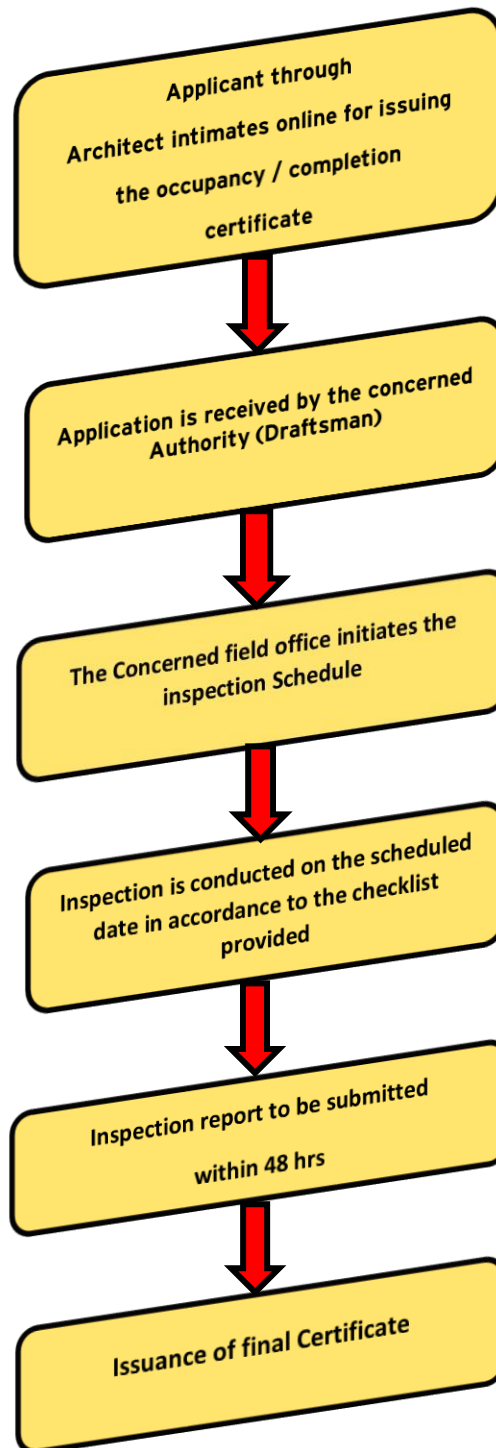 Applicant through
Architect intimates online for issuing
the occupancy / completion
certificate
Application is received by the concerned
Authority (Draftsman)
The Concerned field office initiates the
inspection Schedule
Inspection is conducted on the scheduled
date in accordance to the checklist
provided
Inspection report to be submitted
within 48 hrs
Issuance of final Certificate